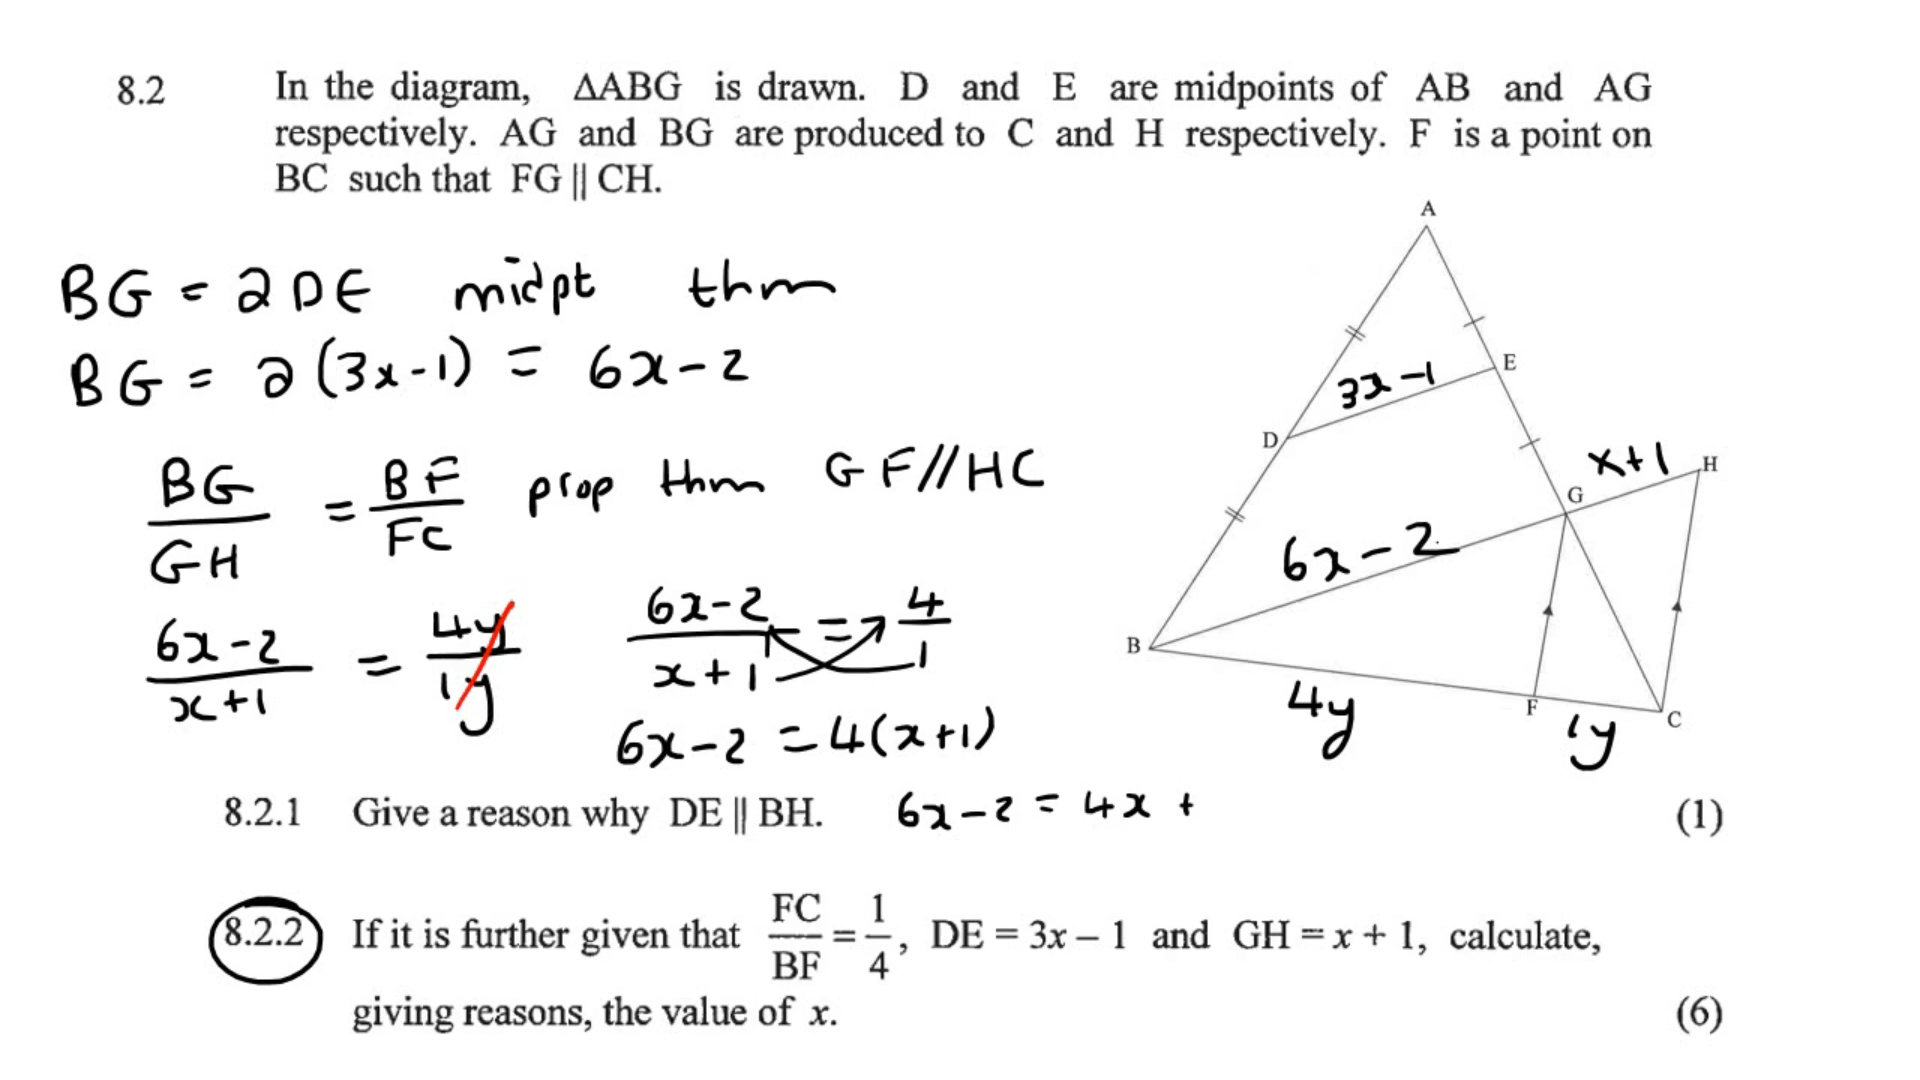 8.2 In the diagram, ΔABG is drawn. D and E are midpoints of AB and AG
respectively. AG and BG are produced to C and H respectively. F is a point on
BC such that FG || CH.
BG = 2DE midpt thm
BG = 2(3x-1) = 6x-2
BG/GH = BF/FC prop thm GF//HC
6x-2/x+1 = 4y/1y
6x-2/x+1 = 4/1
6x-2 = 4(x+1)
A
E
3x-1
D
x+1
H
G
6x-2
B
F
C
4y
1y
8.2.1 Give a reason why DE || BH. (1)
6x-2 = 4x +
8.2.2 If it is further given that FC/BF = 1/4, DE = 3x – 1 and GH = x + 1, calculate,
giving reasons, the value of x. (6)